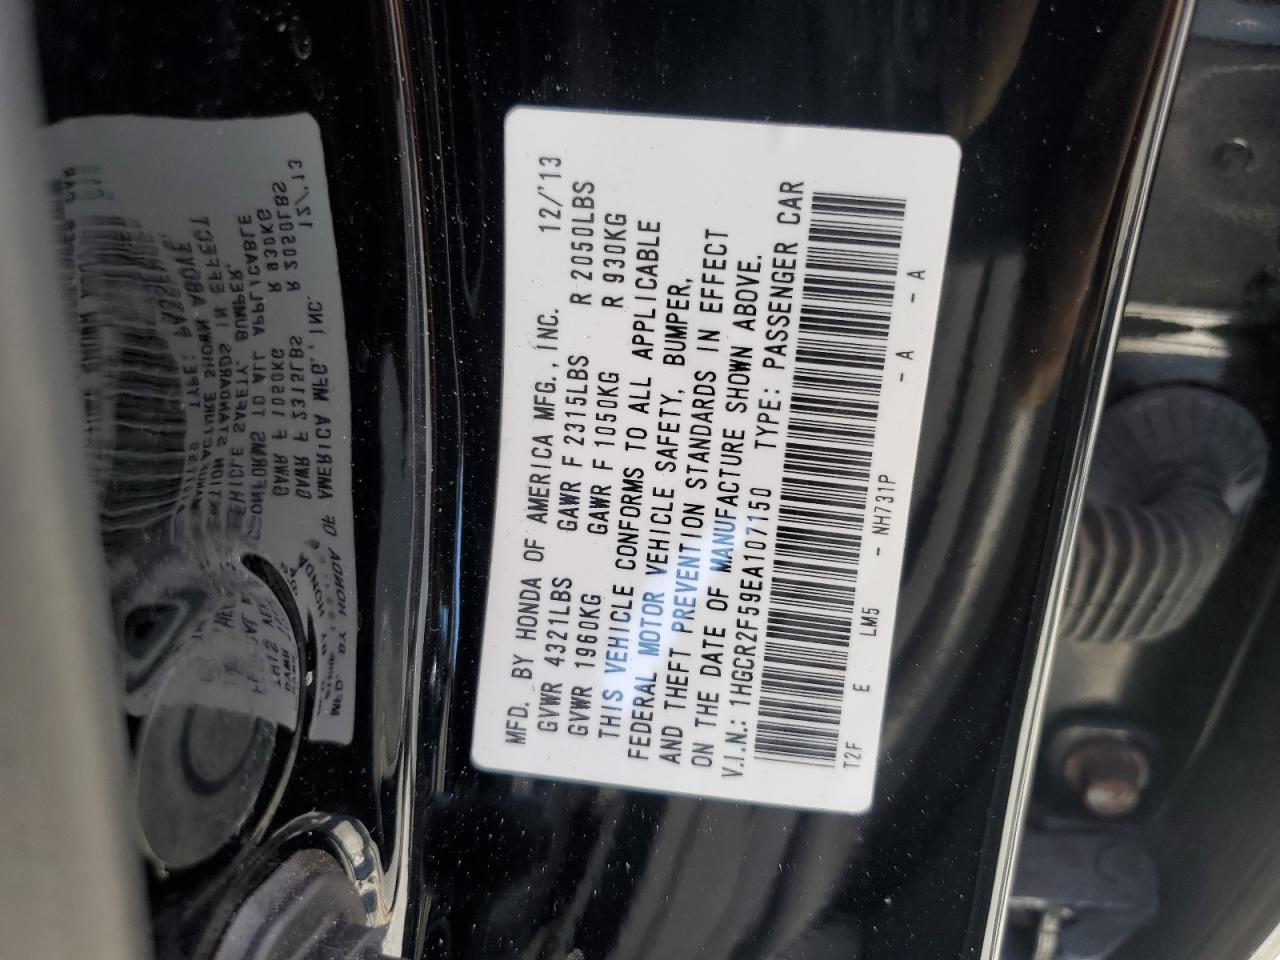 MFD. BY HONDA OF AMERICA MFG., INC. 12/'13
GVWR 4321LBS GAWR F 2315LBS R 2050LBS
GVWR 1960KG GAWR F 1050KG R 930KG
THIS VEHICLE CONFORMS TO ALL APPLICABLE
FEDERAL MOTOR VEHICLE SAFETY, BUMPER,
AND THEFT PREVENTION STANDARDS IN EFFECT
ON THE DATE OF MANUFACTURE SHOWN ABOVE.
V.I.N.: 1HGCR2F59EA107150 TYPE: PASSENGER CAR
T2F E LM5 - NH731P - A - A